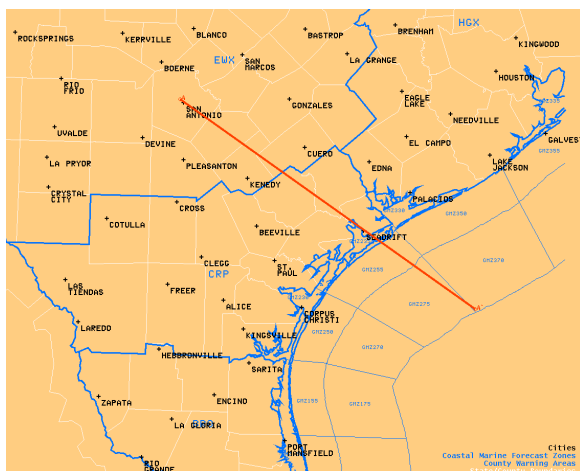 HGX
BLANCO
BASTROP
BRENHAM
ROCKSPRINGS
KERRVILLE
KINGWOOD
EWX
SAN
MARCOS
LA GRANGE
BOERNE
HOUSTON
RIO
FRIO
EAGLE
LAKE
SAN
ANTONIO
GONZALES
NEEDVILLE
GMZ335
UVALDE
DEVINE
EL CAMPO
GALVES
CUERO
GMZ355
LA PRYOR
PLEASANTON
EDNA
LAKE
JACKSON
KENEDY
CRYSTAL
CITY
PALACIOS
CROSS
GMZ330
GMZ350
COTULLA
BEEVILLE
SEADRIFT
CLEGG
ST.
PAUL
GMZ255
GMZ370
CRP
LAS
TIENDAS
FREER
ALICE
GMZ275
CORPUS
CHRISTI
LAREDO
KINGSVILLE
GMZ250
GMZ270
HEBBRONVILLE
SARITA
ZAPATA
ENCINO
GMZ155
GMZ175
LA GLORIA
PORT
MANSFIELD
Cities
Coastal Marine Forecast Zones
County Warning Areas
RIO
GRANDE